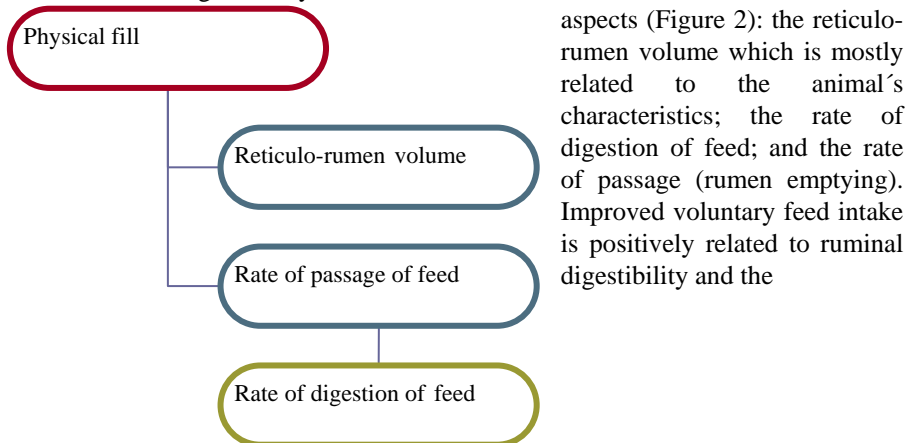 Physical fill
Reticulo-rumen volume
Rate of passage of feed
Rate of digestion of feed
aspects (Figure 2): the reticulo-
rumen volume which is mostly
related to the animal´s
characteristics; the rate of
digestion of feed; and the rate
of passage (rumen emptying).
Improved voluntary feed intake
is positively related to ruminal
digestibility and the